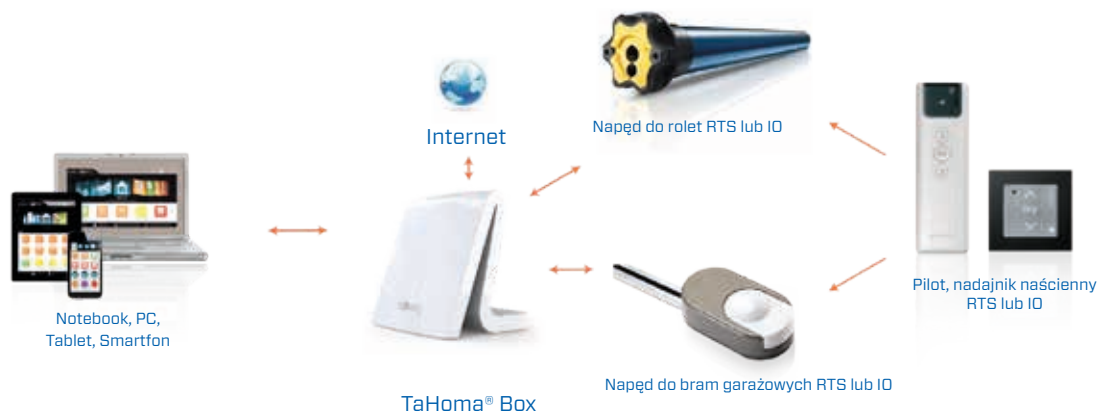 Internet
Napęd do rolet RTS lub IO
Notebook, PC,
Tablet, Smartfon
TaHoma® Box
Napęd do bram garażowych RTS lub IO
Pilot, nadajnik naścienny
RTS lub IO